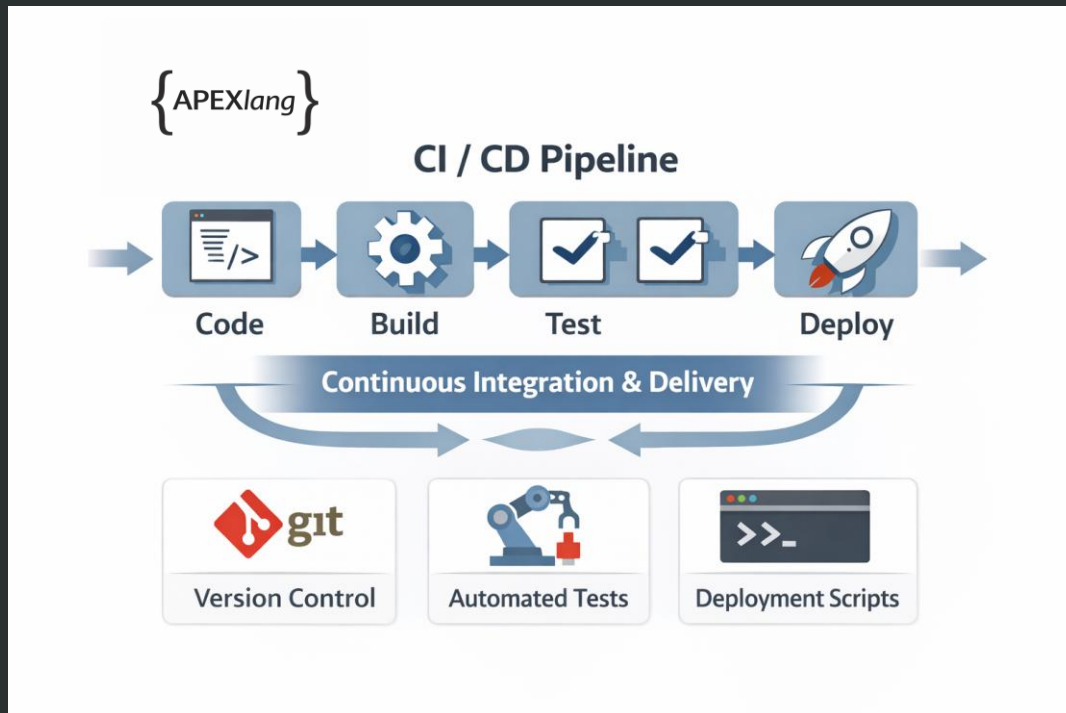 {APEXlang}
CI / CD Pipeline
</>
Code Build Test Deploy
Continuous Integration & Delivery
git
>>_
Version Control Automated Tests Deployment Scripts